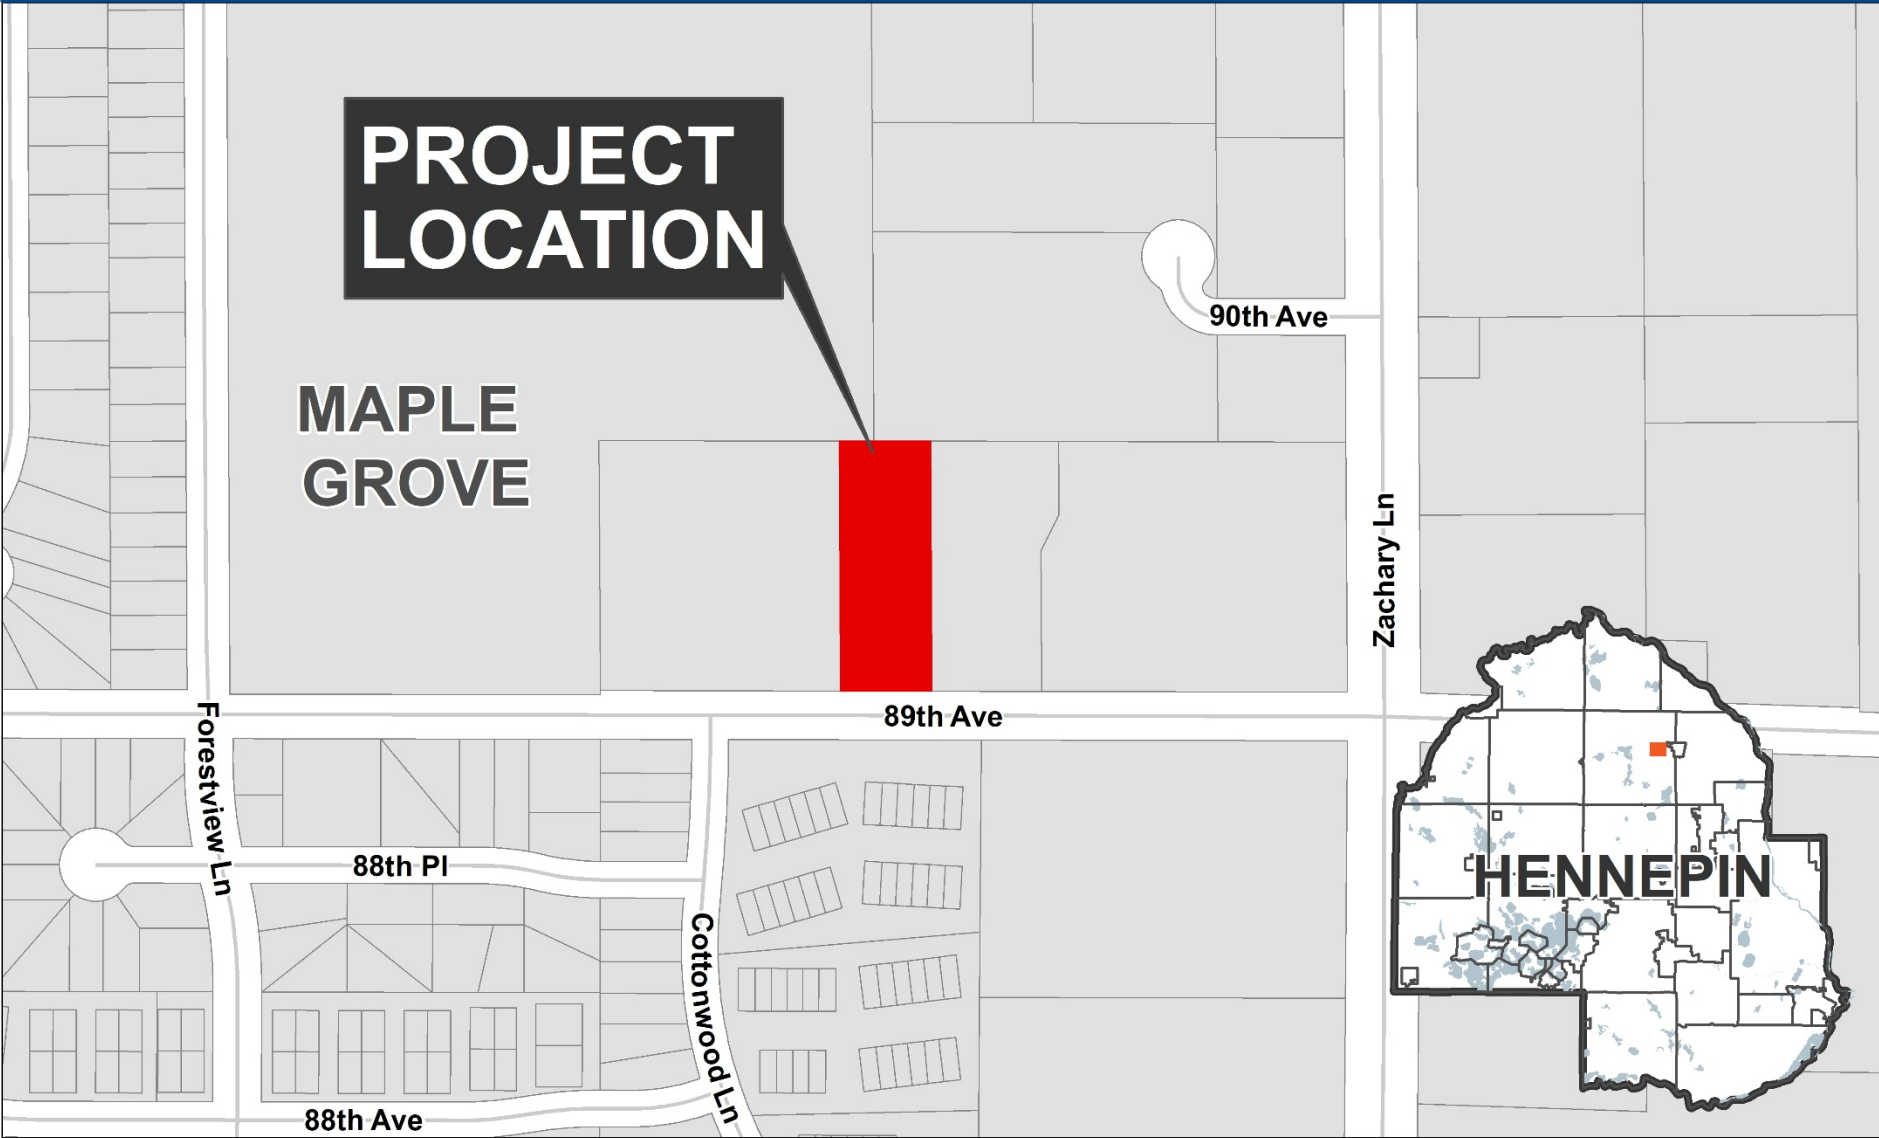 PROJECT
LOCATION
90th Ave
MAPLE
GROVE
Zachary Ln
89th Ave
Forestview Ln
88th Pl
HENNEPIN
Cottonwood Ln
88th Ave